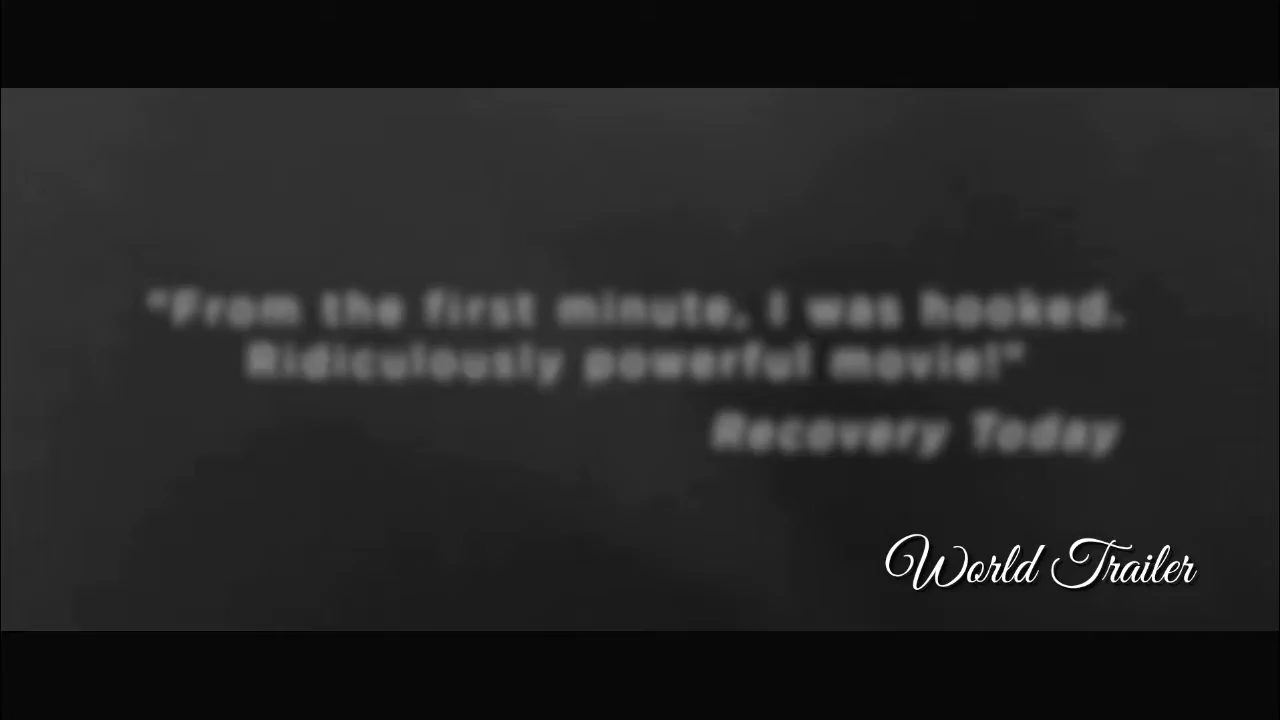 "From the first minute, I was hooked.
Ridiculously powerful movie!"
Recovery Today
World Trailer